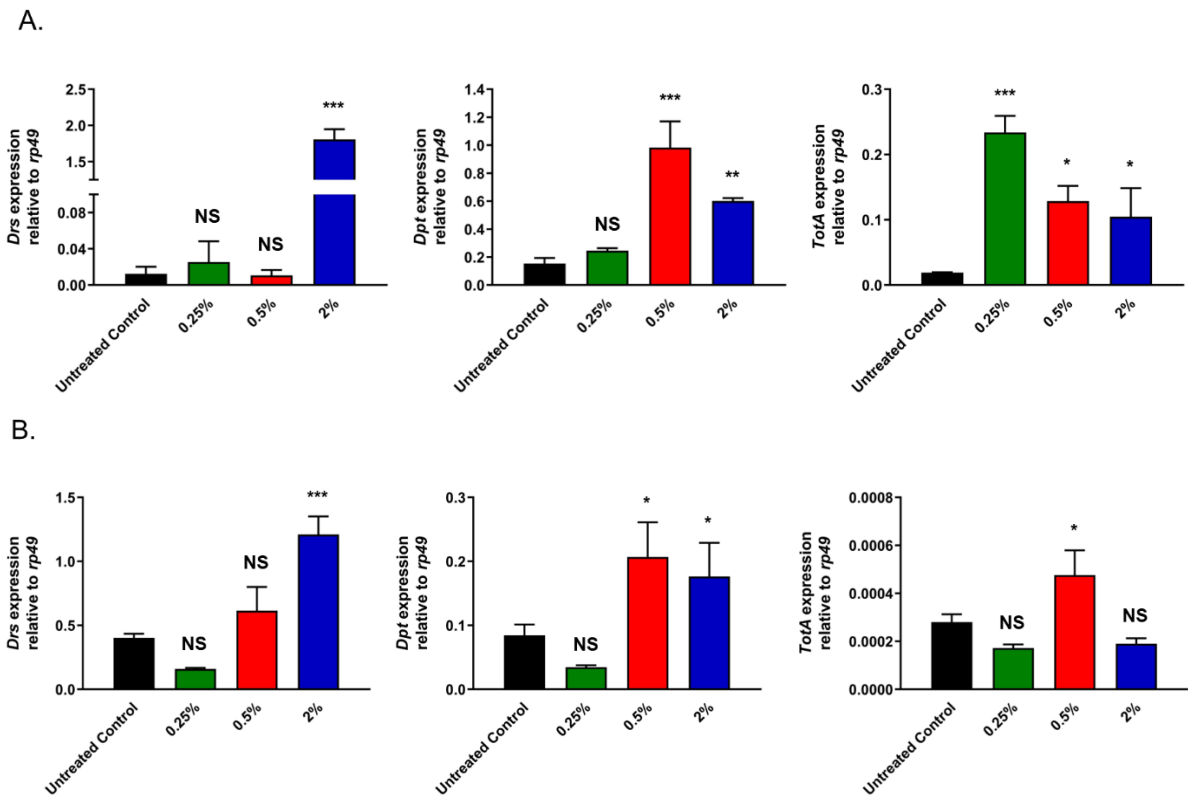 A.
Drs expression
relative to rp49
2.5
2.0
1.5
1.0
0.08
0.04
0.00
NS
NS
***
Untreated Control
0.25%
0.5%
2%
Dpt expression
relative to rp49
1.4
1.2
1.0
0.8
0.6
0.4
0.2
0.0
NS
***
**
Untreated Control
0.25%
0.5%
2%
TotA expression
relative to rp49
0.3
0.2
0.1
0.0
***
*
*
Untreated Control
0.25%
0.5%
2%
B.
Drs expression
relative to rp49
1.5
1.0
0.5
0.0
NS
NS
***
Untreated Control
0.25%
0.5%
2%
Dpt expression
relative to rp49
0.3
0.2
0.1
0.0
NS
*
*
Untreated Control
0.25%
0.5%
2%
TotA expression
relative to rp49
0.0008
0.0006
0.0004
0.0002
0.0000
NS
*
NS
Untreated Control
0.25%
0.5%
2%